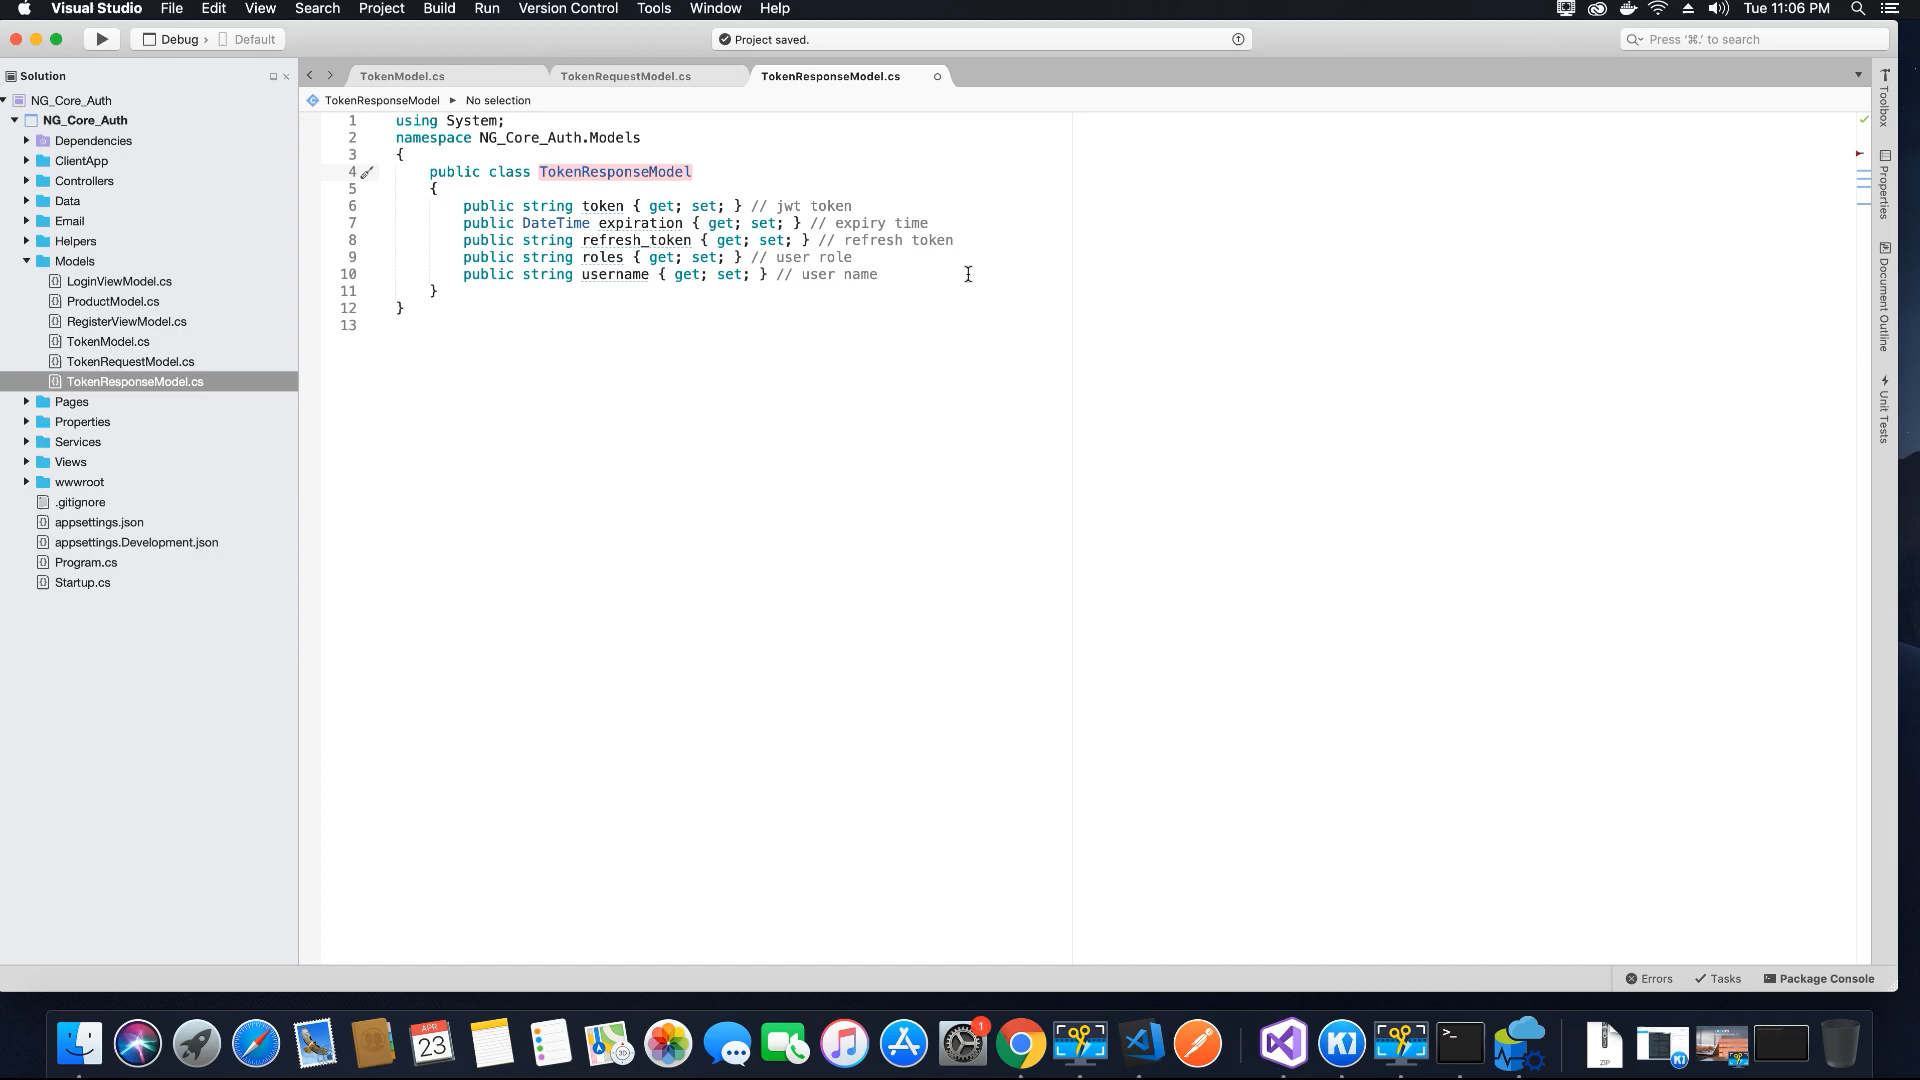 Visual Studio File Edit View Search Project Build Run Version Control Tools Window Help Tue 11:06 PM
Debug › Default Project saved. Press '⌘.' to search
Solution
TokenModel.cs TokenRequestModel.cs TokenResponseModel.cs
TokenResponseModel No selection
NG_Core_Auth
NG_Core_Auth
Dependencies
ClientApp
Controllers
Data
Email
Helpers
Models
LoginViewModel.cs
ProductModel.cs
RegisterViewModel.cs
TokenModel.cs
TokenRequestModel.cs
TokenResponseModel.cs
Pages
Properties
Services
Views
wwwroot
.gitignore
appsettings.json
appsettings.Development.json
Program.cs
Startup.cs
1 using System;
2 namespace NG_Core_Auth.Models
3 {
4 public class TokenResponseModel
5 {
6 public string token { get; set; } // jwt token
7 public DateTime expiration { get; set; } // expiry time
8 public string refresh_token { get; set; } // refresh token
9 public string roles { get; set; } // user role
10 public string username { get; set; } // user name
11 }
12 }
13
Toolbox
Properties
Document Outline
Unit Tests
Errors Tasks Package Console
APR
23
3D
1
>_
ZIP